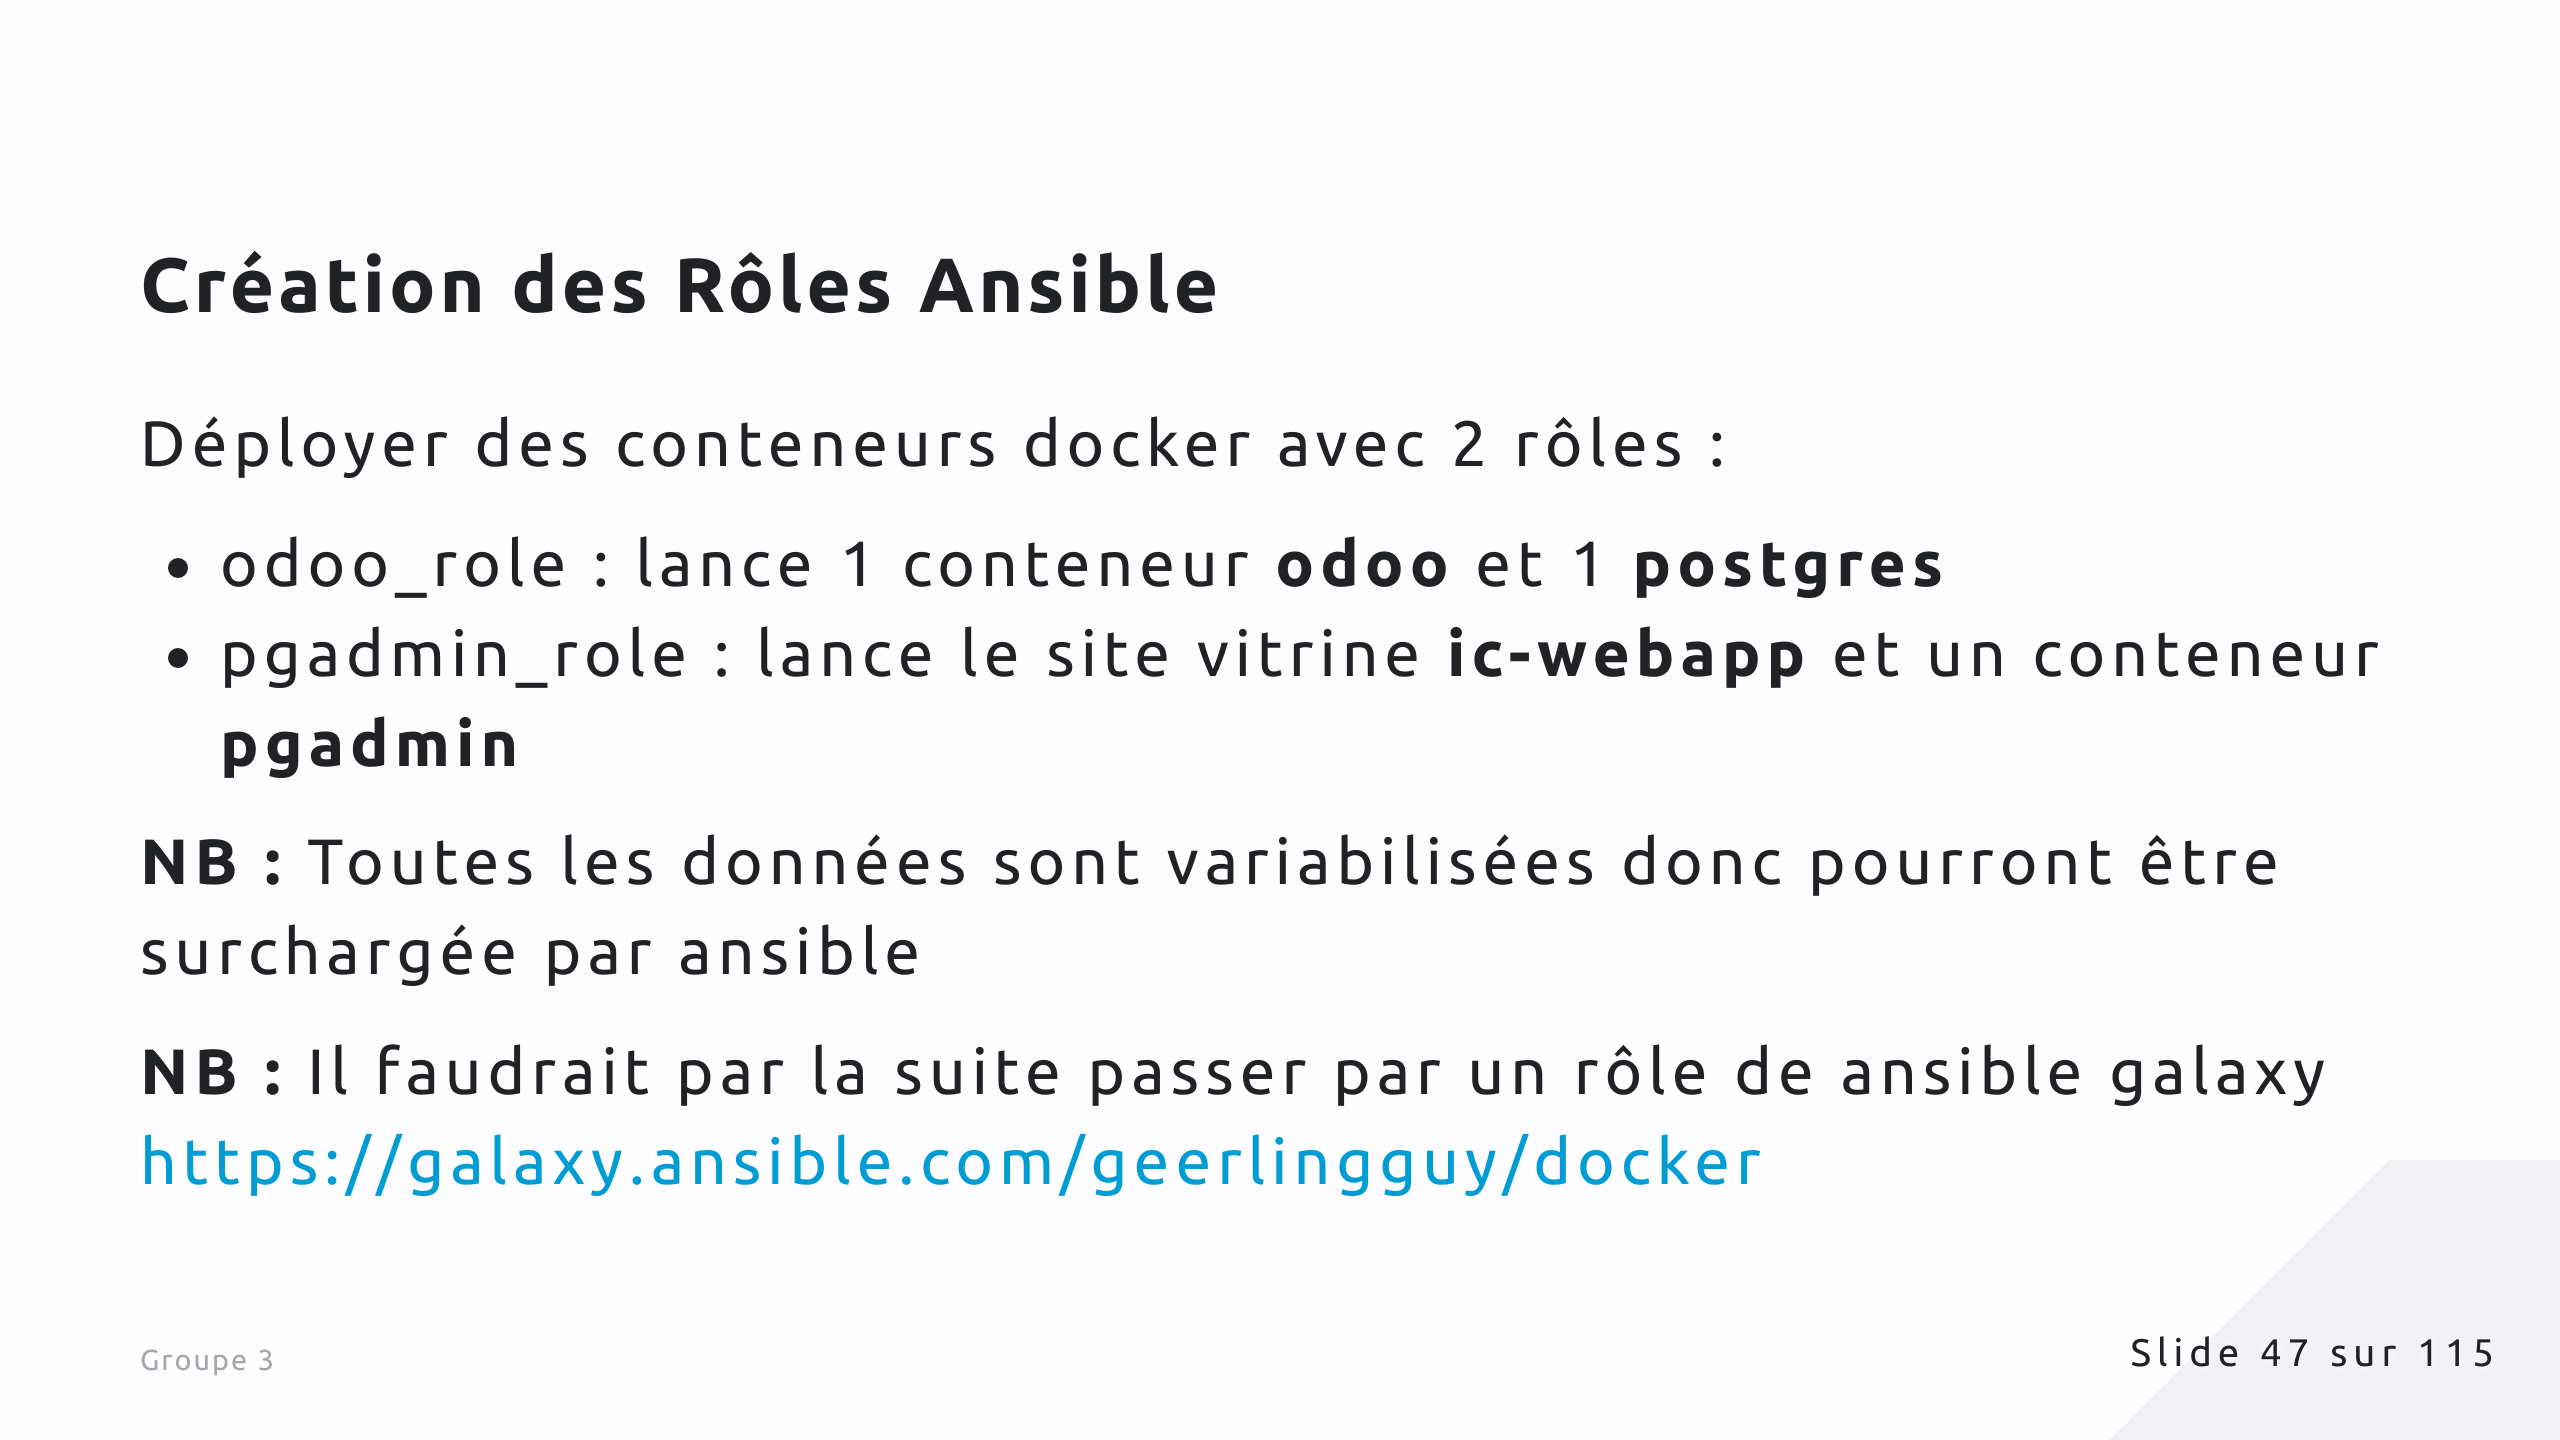 Création des Rôles Ansible
Déployer des conteneurs docker avec 2 rôles :
• odoo_role : lance 1 conteneur odoo et 1 postgres
• pgadmin_role : lance le site vitrine ic-webapp et un conteneur
pgadmin
NB : Toutes les données sont variabilisées donc pourront être
surchargée par ansible
NB : Il faudrait par la suite passer par un rôle de ansible galaxy
https://galaxy.ansible.com/geerlingguy/docker
Groupe 3
Slide 47 sur 115